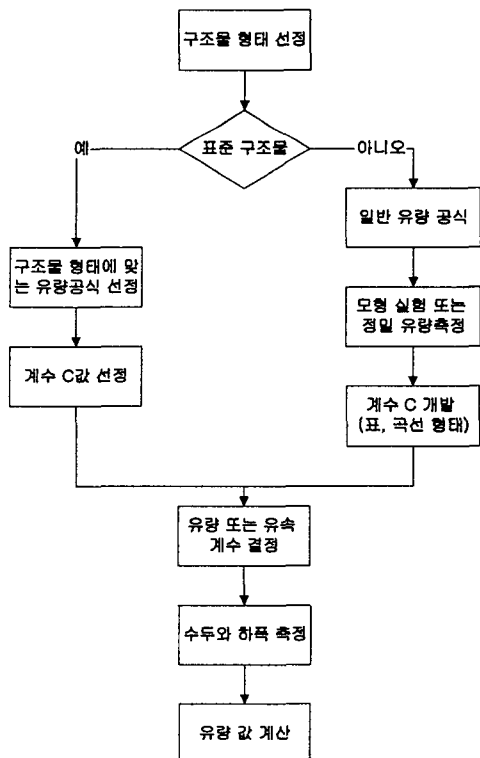 구조물 형태 선정
표준 구조물
예
아니오
구조물 형태에 맞
는 유량공식 선정
계수 C값 선정
일반 유량 공식
모형 실험 또는
정밀 유량측정
계수 C 개발
(표, 곡선 형태)
유량 또는 유속
계수 결정
수두와 하폭 측정
유량 값 계산